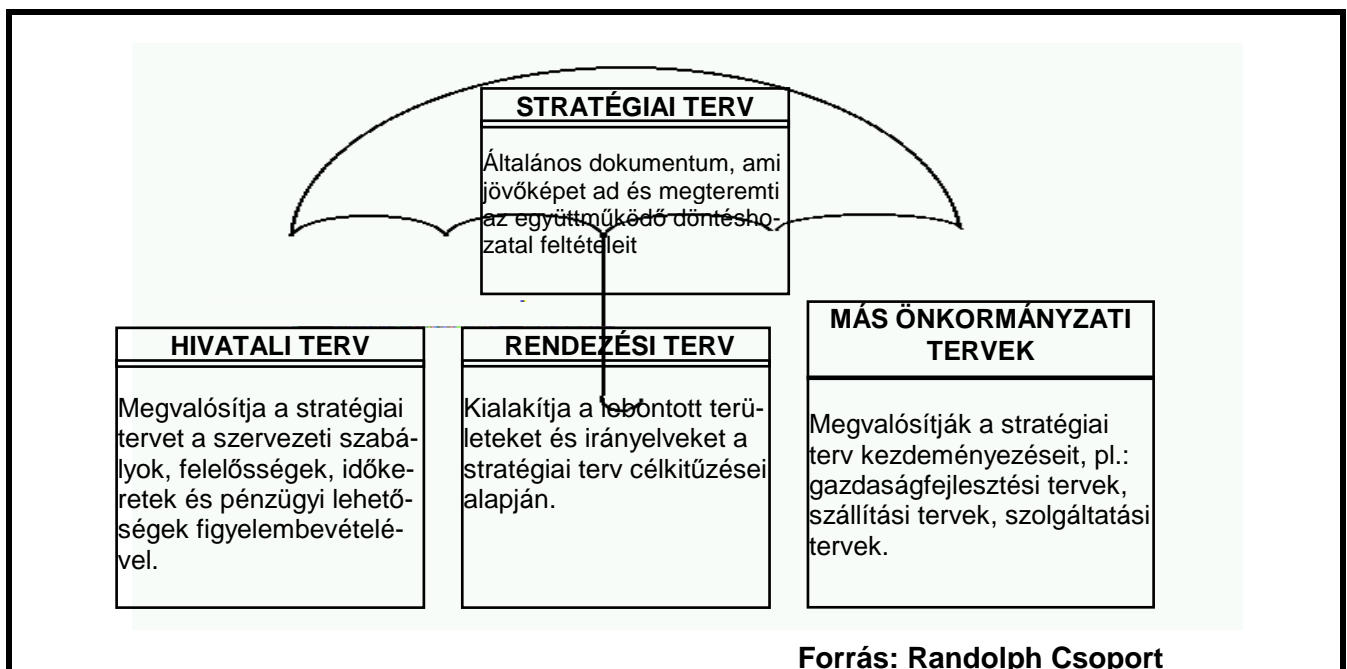 STRATÉGIAI TERV
Általános dokumentum, ami
jövőképet ad és megteremti
az együttműködő döntésho-
zatal feltételeit
HIVATALI TERV
Megvalósítja a stratégiai
tervet a szervezeti szabá-
lyok, felelősségek, időke-
retek és pénzügyi lehető-
ségek figyelembevételé-
vel.
RENDEZÉSI TERV
Kialakítja a lebontott terü-
leteket és irányelveket a
stratégiai terv célkitűzései
alapján.
MÁS ÖNKORMÁNYZATI
TERVEK
Megvalósítják a stratégiai
terv kezdeményezéseit, pl.:
gazdaságfejlesztési tervek,
szállítási tervek, szolgáltatási
tervek.
Forrás: Randolph Csoport